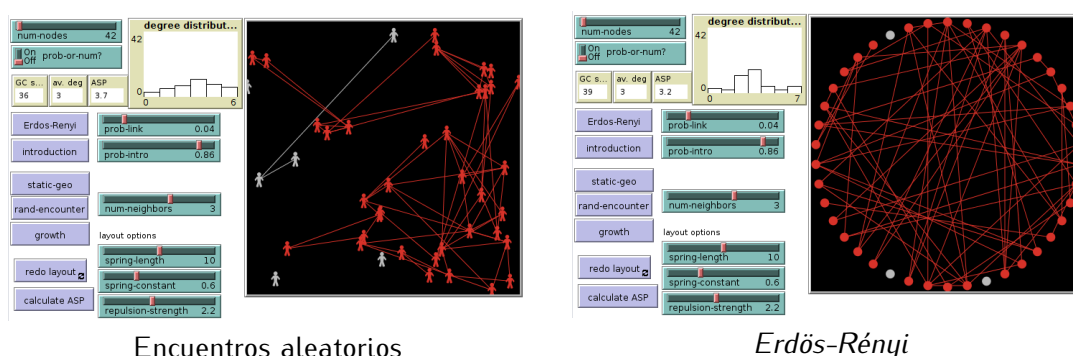 degree distribut...
num-nodes 42
42
On
Off prob-or-num?
GC s... av. deg ASP
36 3 3.7
0
0 6
Erdos-Renyi
prob-link 0.04
introduction
prob-intro 0.86
static-geo
rand-encounter
num-neighbors 3
growth
layout options
spring-length 10
redo layout
spring-constant 0.6
calculate ASP
repulsion-strength 2.2
Encuentros aleatorios
degree distribut...
num-nodes 42
42
On
Off prob-or-num?
GC s... av. deg ASP
39 3 3.2
0
0 7
Erdos-Renyi
prob-link 0.04
introduction
prob-intro 0.86
static-geo
rand-encounter
num-neighbors 3
growth
layout options
spring-length 10
redo layout
spring-constant 0.6
calculate ASP
repulsion-strength 2.2
Erdös-Rényi